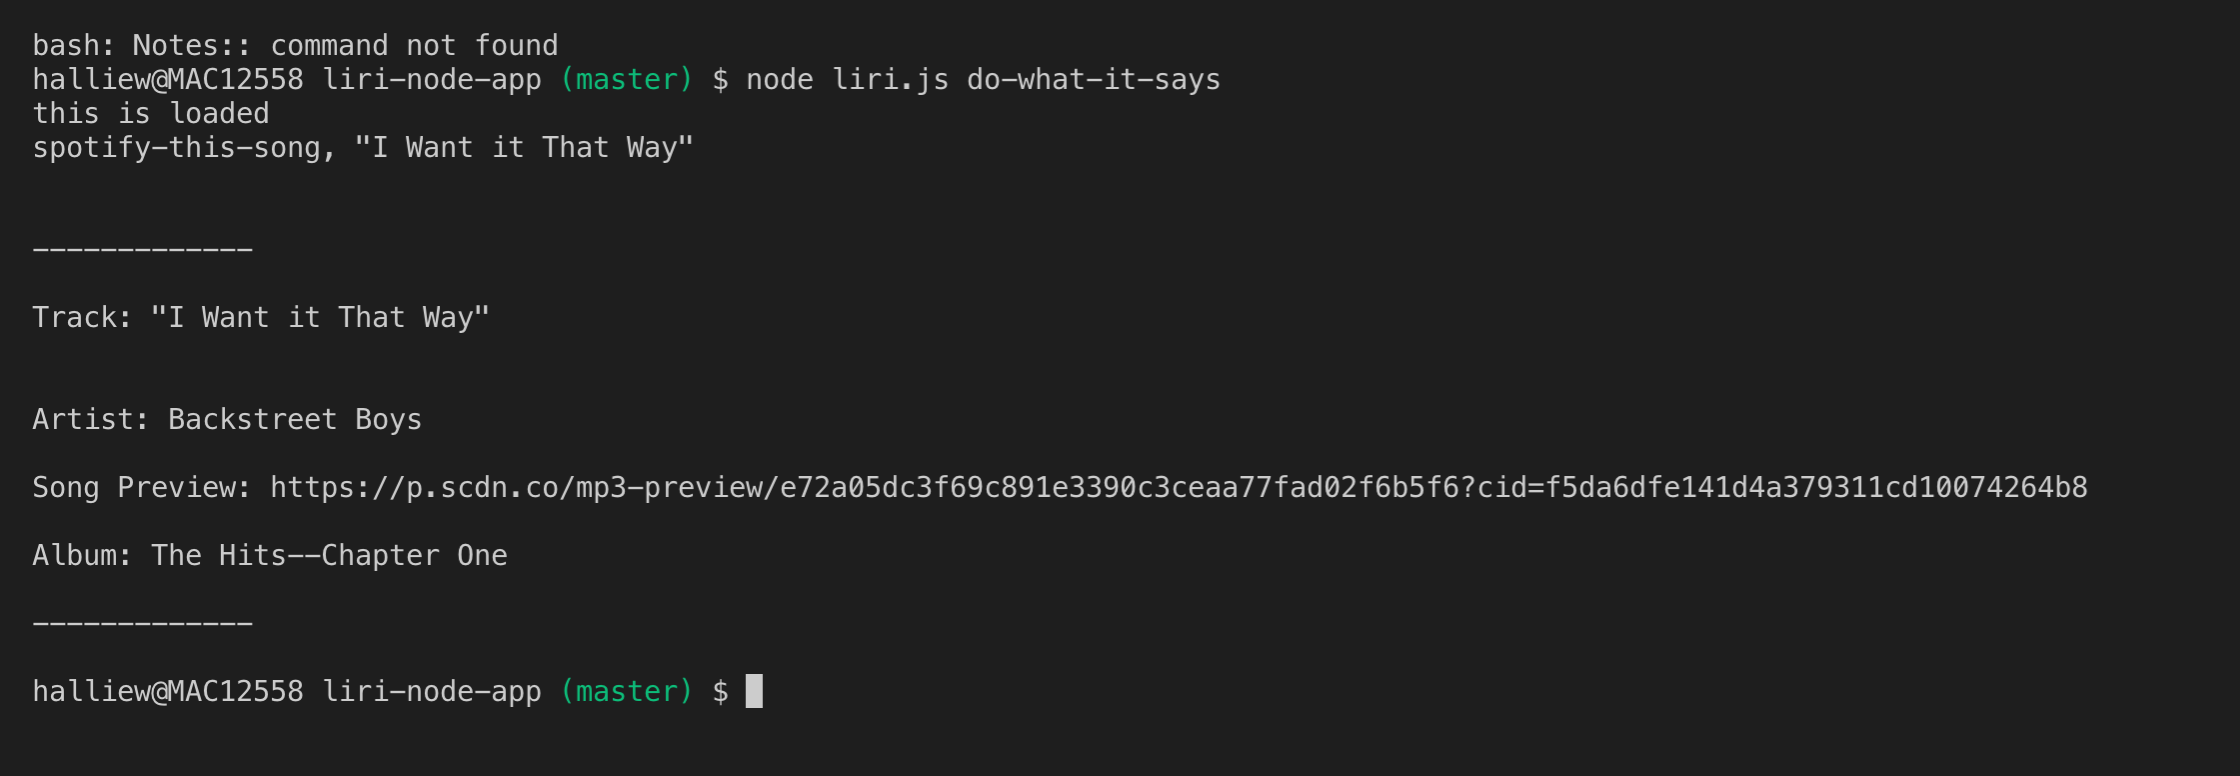 bash: Notes:: command not found
halliew@MAC12558 liri-node-app (master) $ node liri.js do-what-it-says
this is loaded
spotify-this-song, "I Want it That Way"
-------------
Track: "I Want it That Way"
Artist: Backstreet Boys
Song Preview: https://p.scdn.co/mp3-preview/e72a05dc3f69c891e3390c3ceaa77fad02f6b5f6?cid=f5da6dfe141d4a379311cd10074264b8
Album: The Hits--Chapter One
-------------
halliew@MAC12558 liri-node-app (master) $